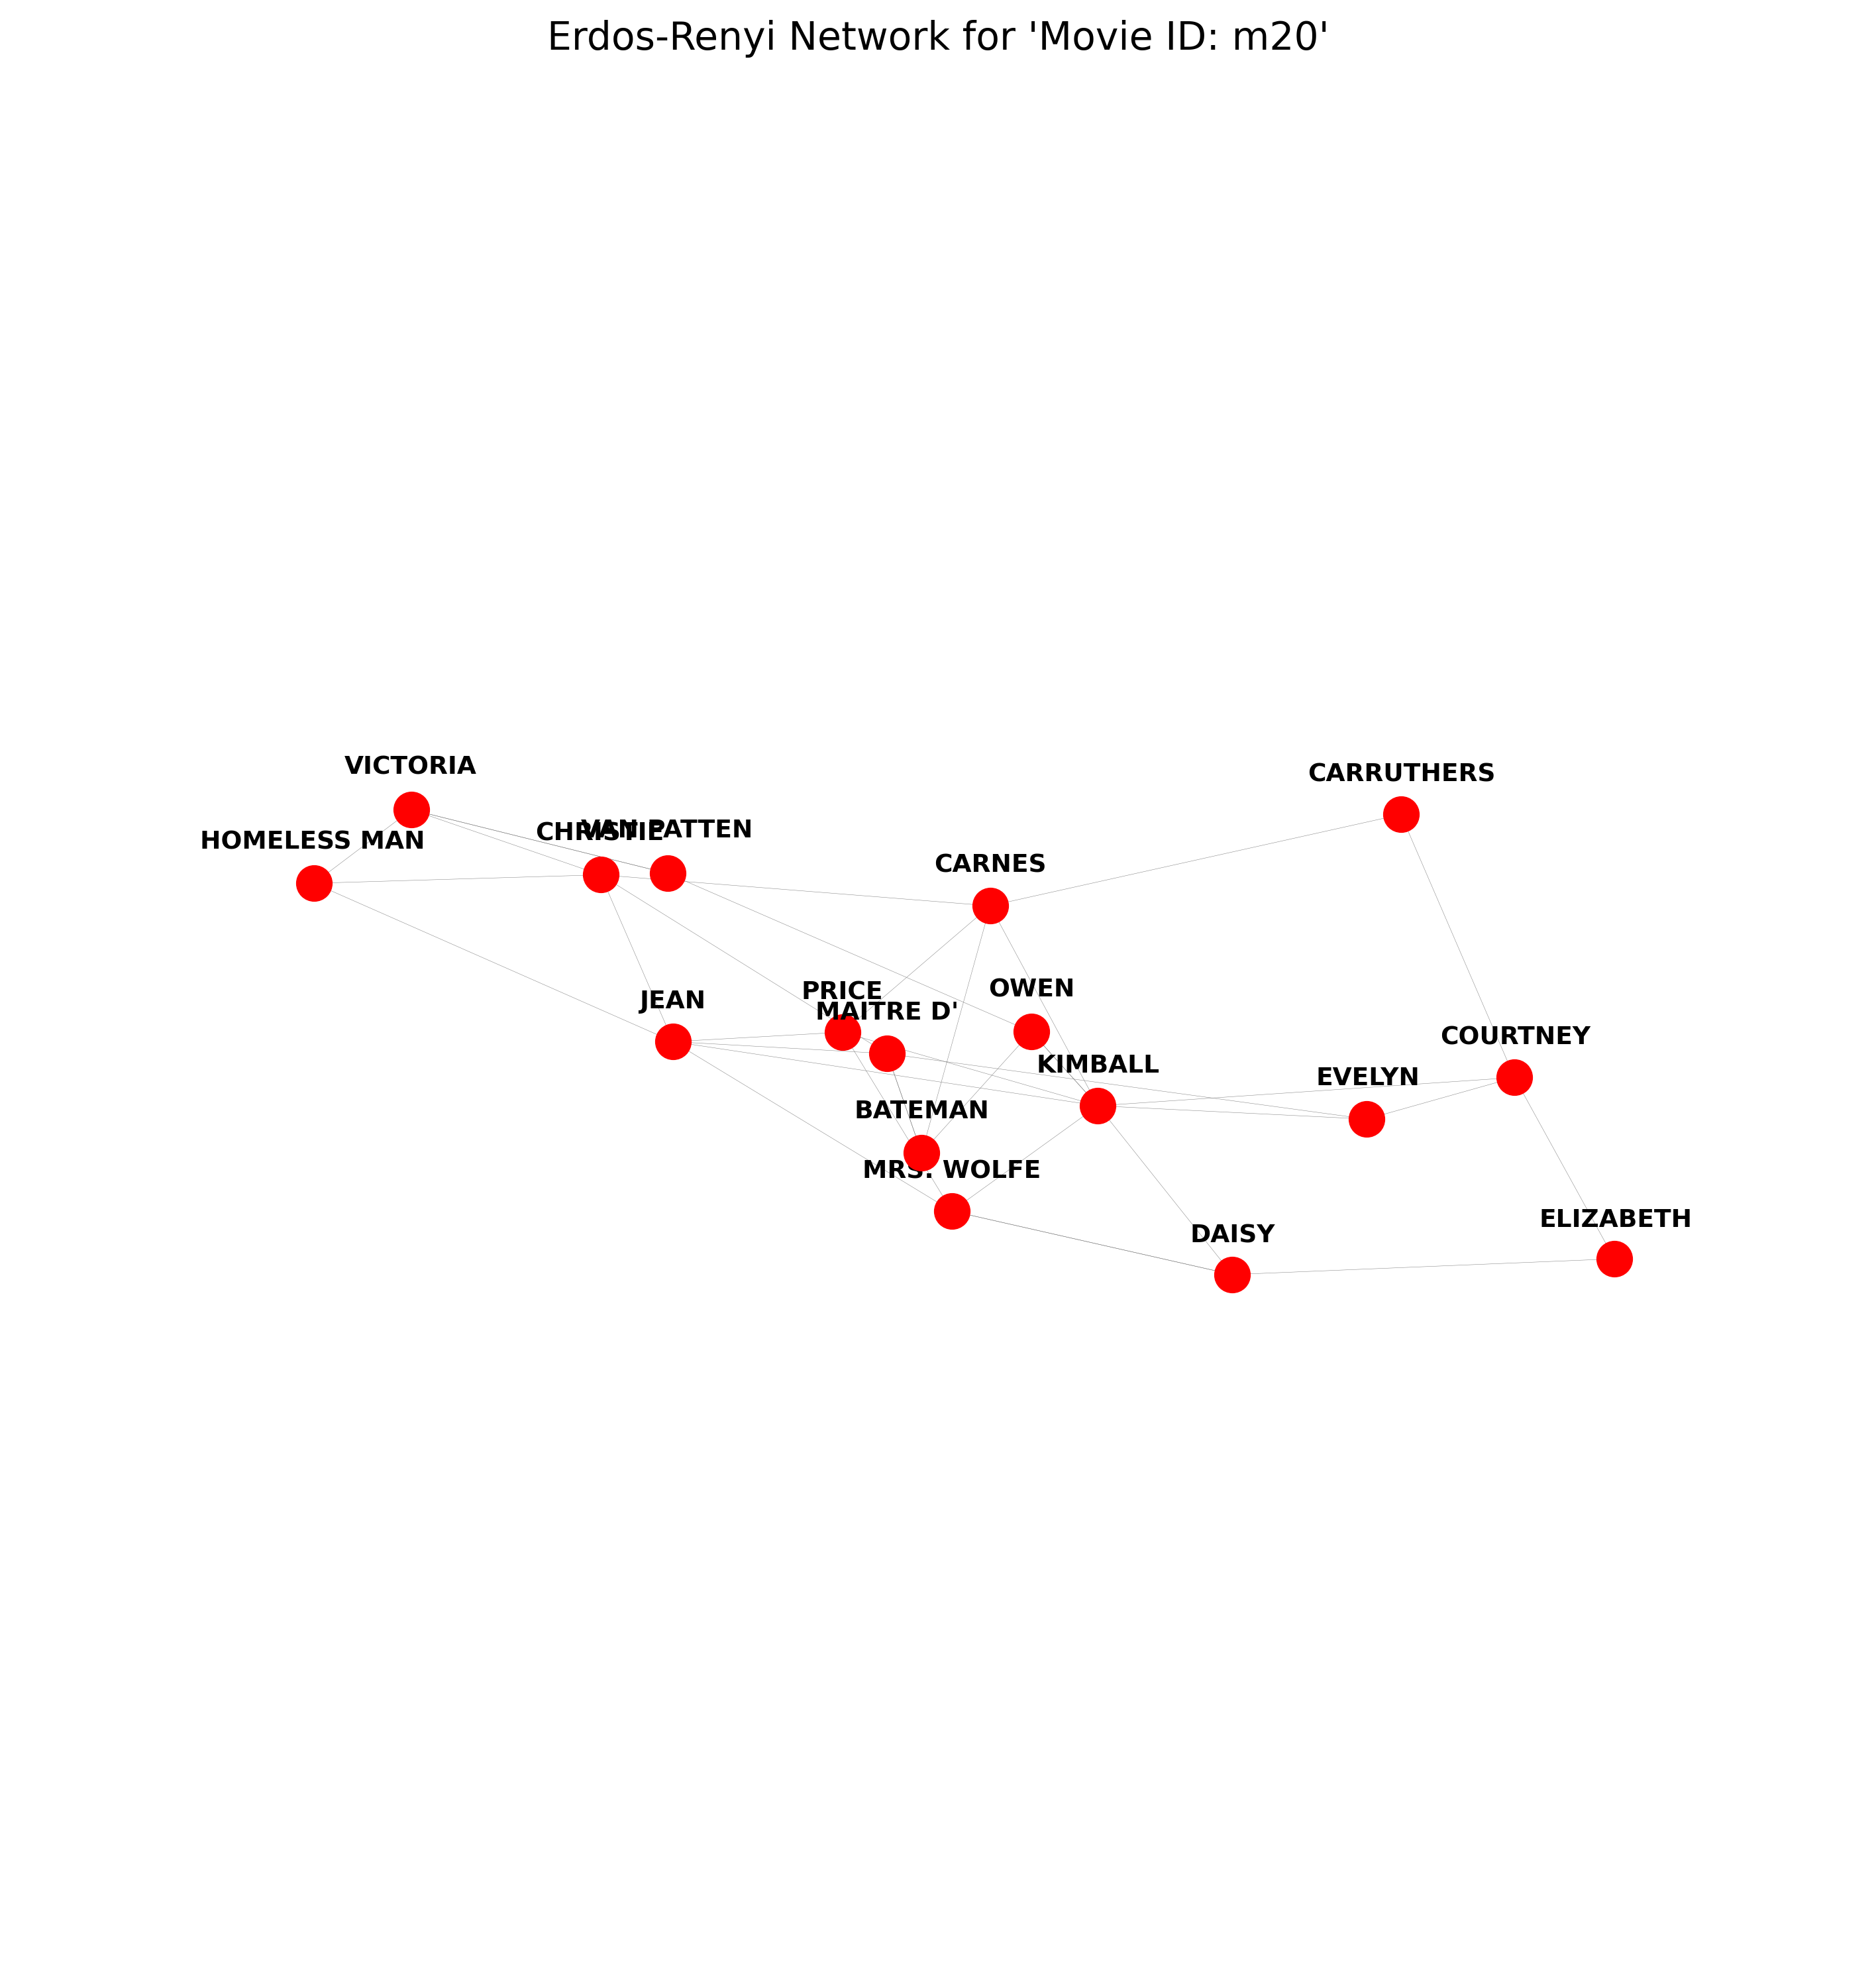 Erdos-Renyi Network for 'Movie ID: m20'
VICTORIA
CARRUTHERS
HOMELESS MAN
CHRISTIE
VAN PATTEN
CARNES
PRICE
OWEN
JEAN
MAITRE D'
COURTNEY
KIMBALL
EVELYN
BATEMAN
MRS. WOLFE
ELIZABETH
DAISY